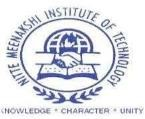 NITTE MEENAKSHI INSTITUTE OF TECHNOLOGY
KNOWLEDGE * CHARACTER * UNITY